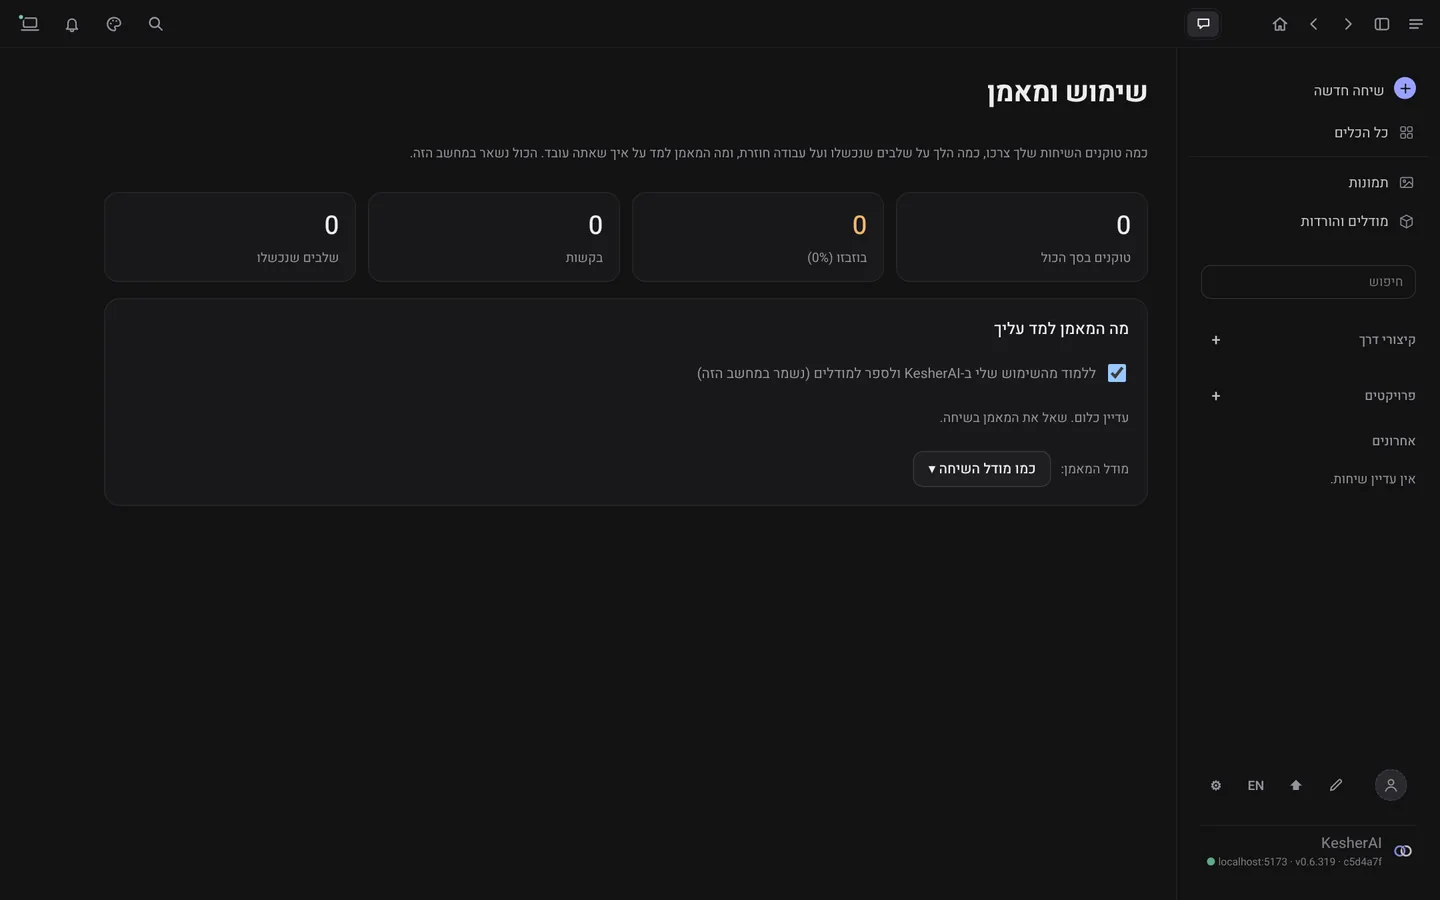 שיחה חדשה
כל הכלים
תמונות
מודלים והורדות
חיפוש
קיצורי דרך
+
פרויקטים
+
אחרונים
אין עדיין שיחות.
EN
KesherAI
localhost:5173 · v0.6.319 · c5d4a7f
שימוש ומאמן
כמה טוקנים השיחות שלך צרכו, כמה הלך על שלבים שנכשלו ועל עבודה חוזרת, ומה המאמן למד על איך שאתה עובד. הכול נשאר במחשב הזה.
0
טוקנים בסך הכול
0
בוזבזו (0%)
0
בקשות
0
שלבים שנכשלו
מה המאמן למד עליך
ללמוד מהשימוש שלי ב-KesherAI ולספר למודלים (נשמר במחשב הזה)
עדיין כלום. שאל את המאמן בשיחה.
מודל המאמן:
כמו מודל השיחה ▾